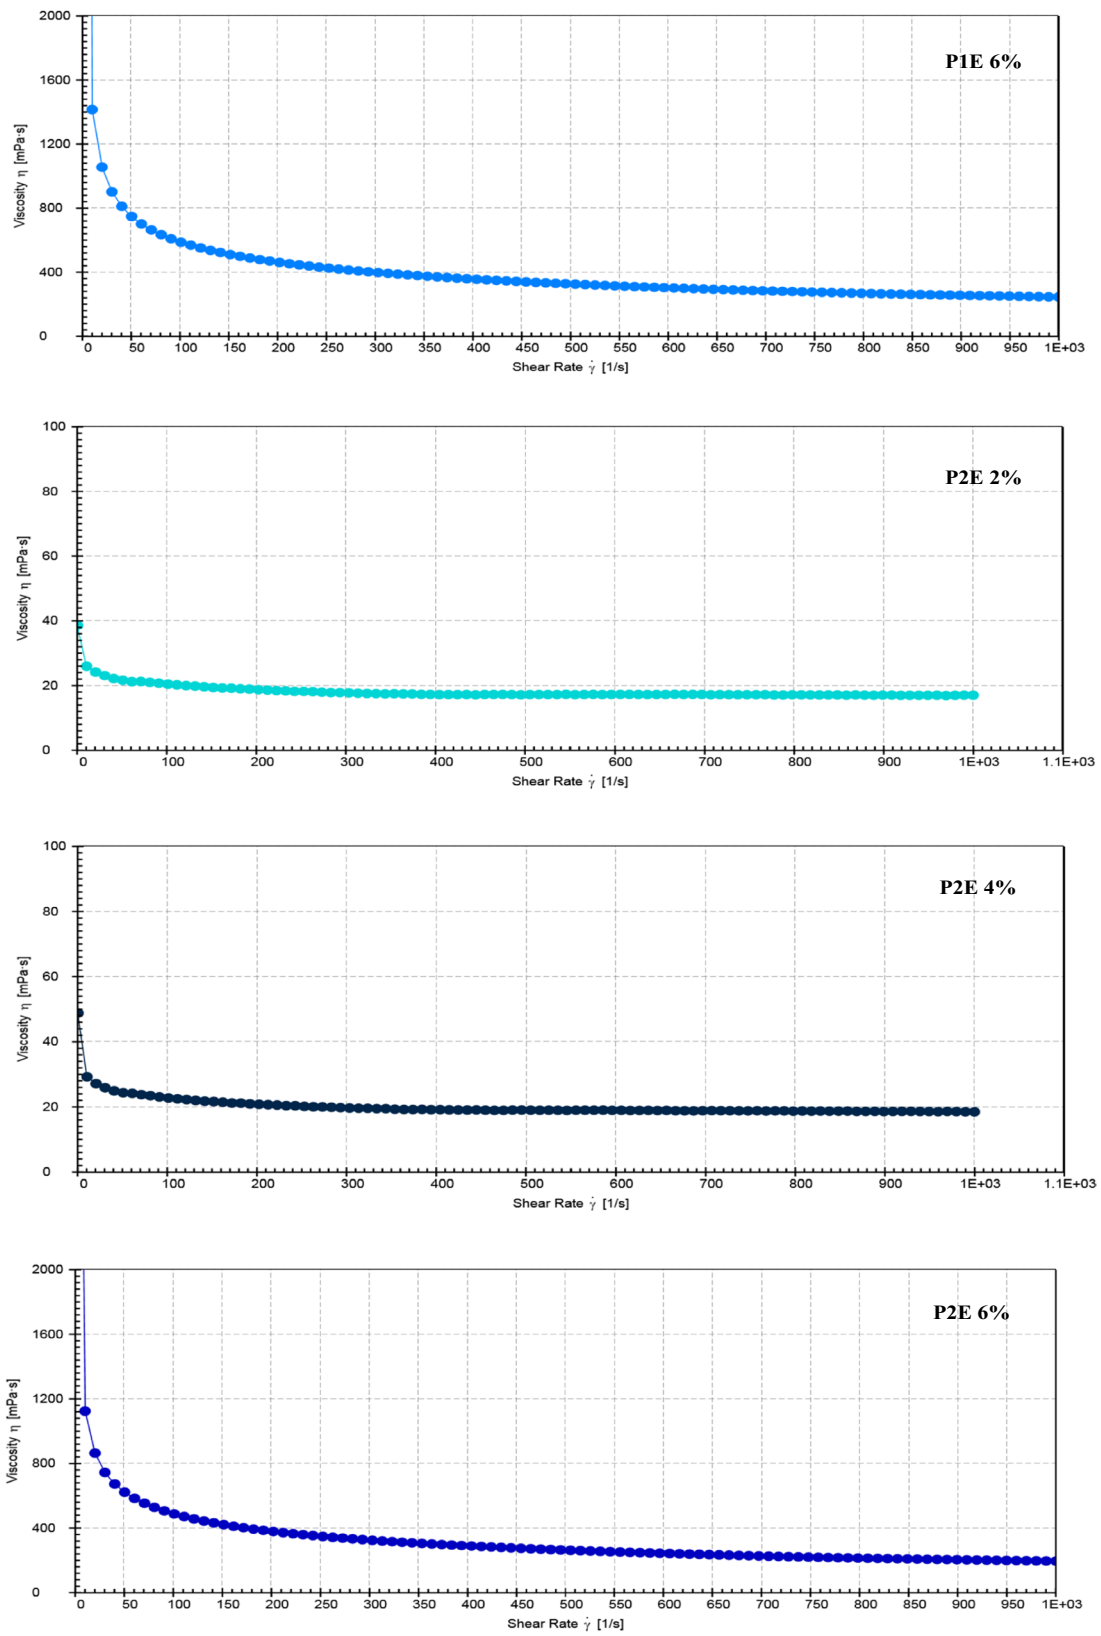 2000
P1E 6%
1600
1200
800
400
0
Viscosity η [mPa·s]
0 50 100 150 200 250 300 350 400 450 500 550 600 650 700 750 800 850 900 950 1E+03
Shear Rate γ̇ [1/s]
100
P2E 2%
80
60
40
20
0
Viscosity η [mPa·s]
0 100 200 300 400 500 600 700 800 900 1E+03 1.1E+03
Shear Rate γ̇ [1/s]
100
P2E 4%
80
60
40
20
0
Viscosity η [mPa·s]
0 100 200 300 400 500 600 700 800 900 1E+03 1.1E+03
Shear Rate γ̇ [1/s]
2000
P2E 6%
1600
1200
800
400
0
Viscosity η [mPa·s]
0 50 100 150 200 250 300 350 400 450 500 550 600 650 700 750 800 850 900 950 1E+03
Shear Rate γ̇ [1/s]